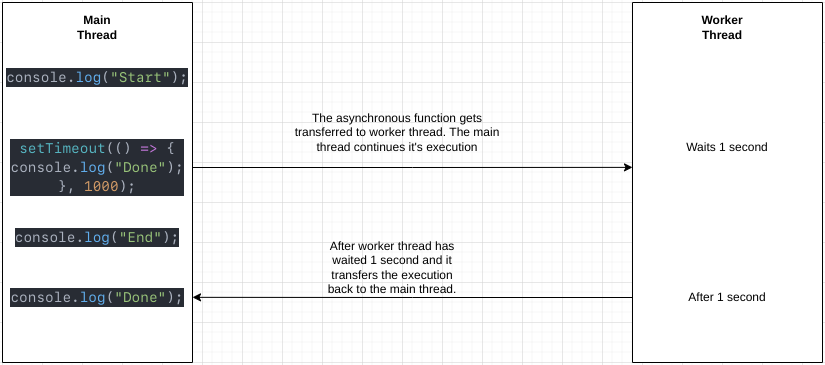 Main
Thread
Worker
Thread
console.log("Start");
The asynchronous function gets
transferred to worker thread. The main
thread continues it's execution
setTimeout(() => {
console.log("Done");
}, 1000);
Waits 1 second
console.log("End");
After worker thread has
waited 1 second and it
transfers the execution
back to the main thread.
console.log("Done");
After 1 second